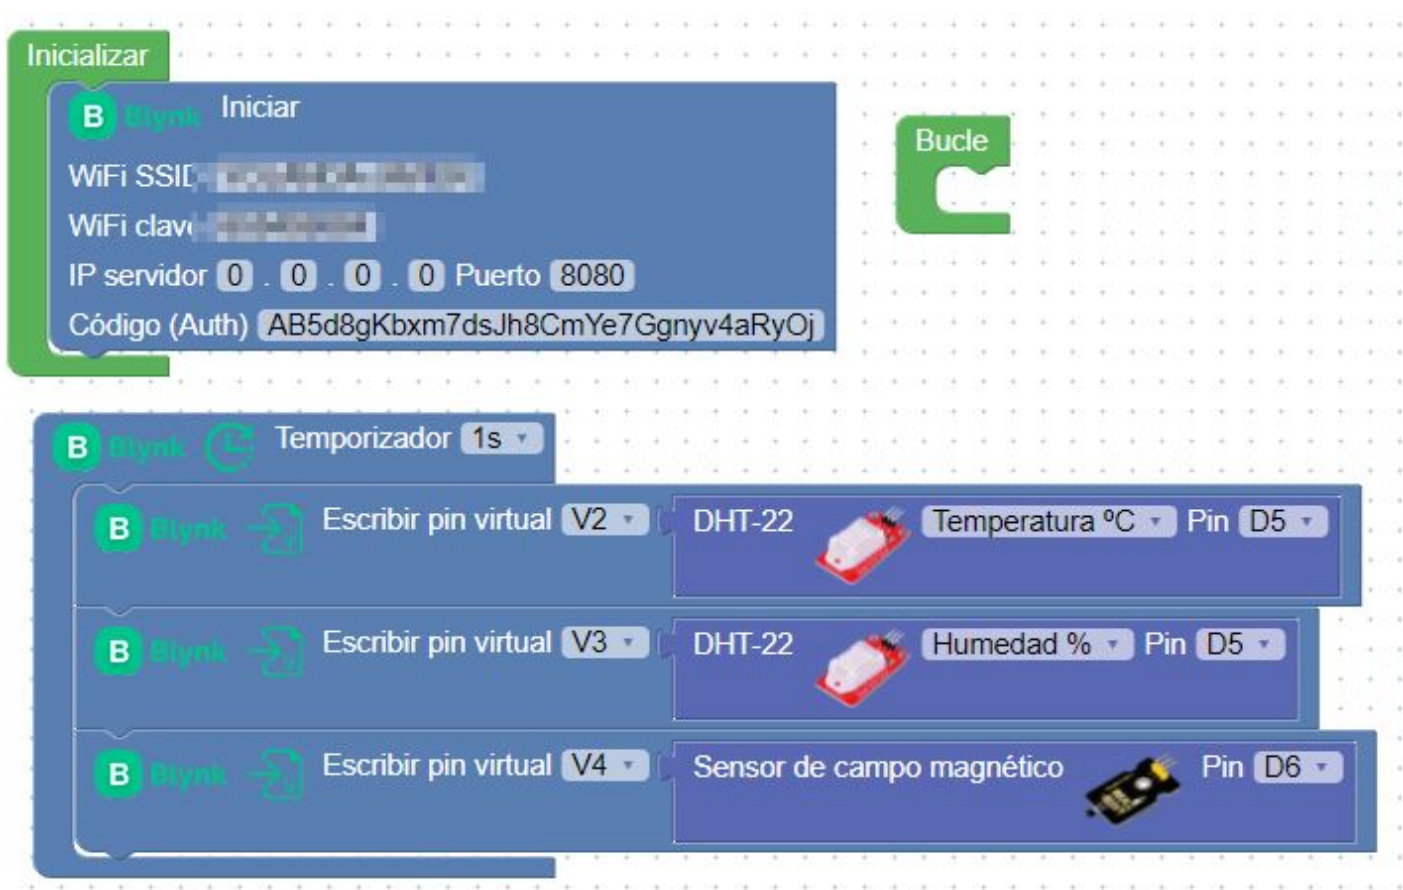 Inicializar
B Blynk Iniciar
WiFi SSID
WiFi clave
IP servidor 0 . 0 . 0 . 0 Puerto 8080
Código (Auth) AB5d8gKbxm7dsJh8CmYe7Ggnyv4aRyOj
Bucle
B Blynk Temporizador 1s
B Blynk Escribir pin virtual V2 DHT-22 Temperatura ºC Pin D5
B Blynk Escribir pin virtual V3 DHT-22 Humedad % Pin D5
B Blynk Escribir pin virtual V4 Sensor de campo magnético Pin D6